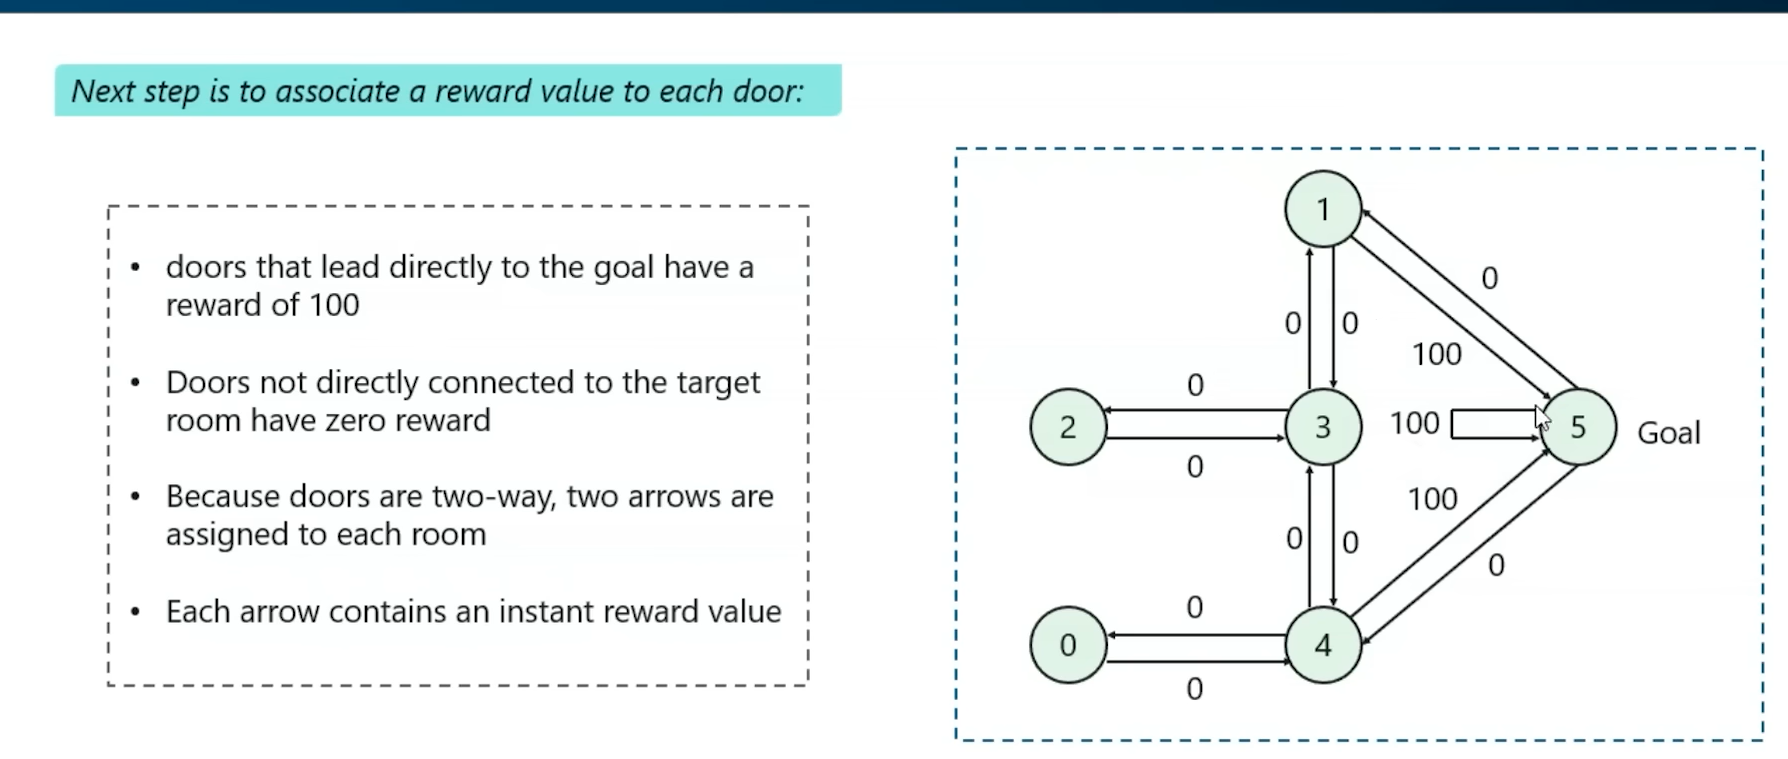 Next step is to associate a reward value to each door:
• doors that lead directly to the goal have a
reward of 100
• Doors not directly connected to the target
room have zero reward
• Because doors are two-way, two arrows are
assigned to each room
• Each arrow contains an instant reward value
1
0
0
0
100
0
2
3
100
5
Goal
0
100
0
0
0
0
0
4
0